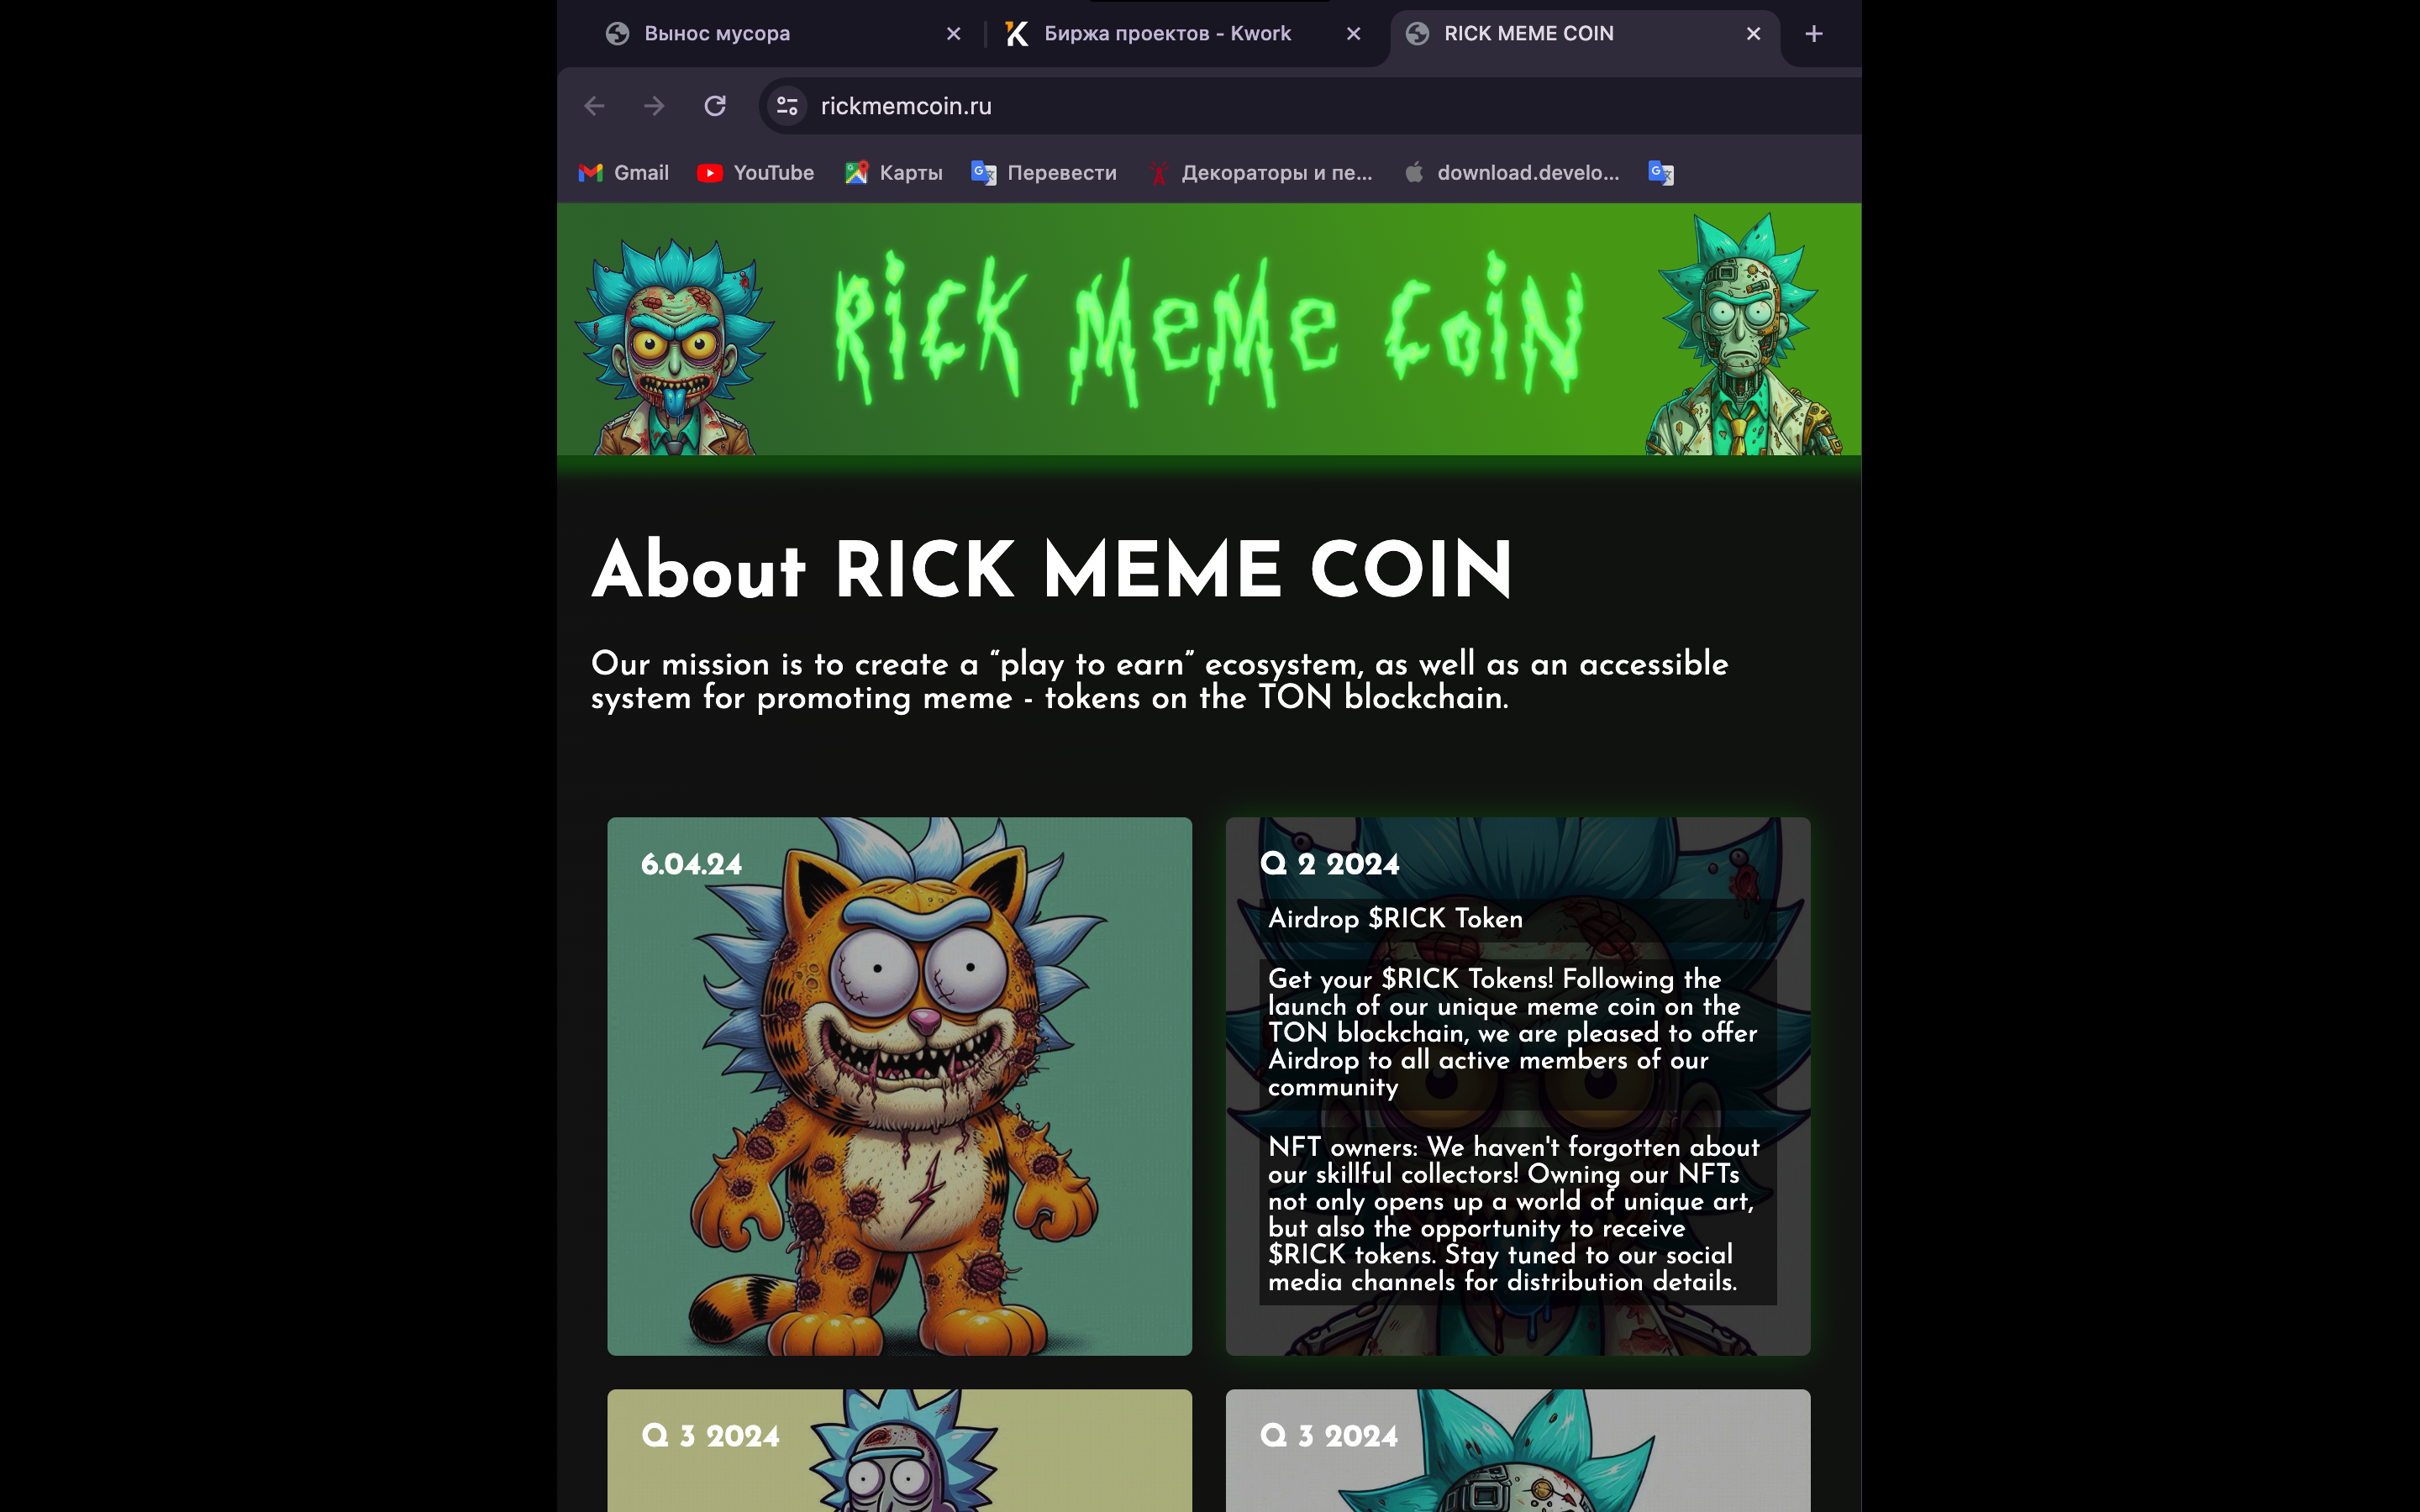 Вынос мусора
Биржа проектов - Kwork
RICK MEME COIN
rickmemcoin.ru
Gmail
YouTube
Карты
Перевести
Декораторы и пе...
download.develo...
RiCK MeMe CoiN
About RICK MEME COIN
Our mission is to create a “play to earn” ecosystem, as well as an accessible
system for promoting meme - tokens on the TON blockchain.
6.04.24
Q 2 2024
Airdrop $RICK Token
Get your $RICK Tokens! Following the
launch of our unique meme coin on the
TON blockchain, we are pleased to offer
Airdrop to all active members of our
community
NFT owners: We haven't forgotten about
our skillful collectors! Owning our NFTs
not only opens up a world of unique art,
but also the opportunity to receive
$RICK tokens. Stay tuned to our social
media channels for distribution details.
Q 3 2024
Q 3 2024